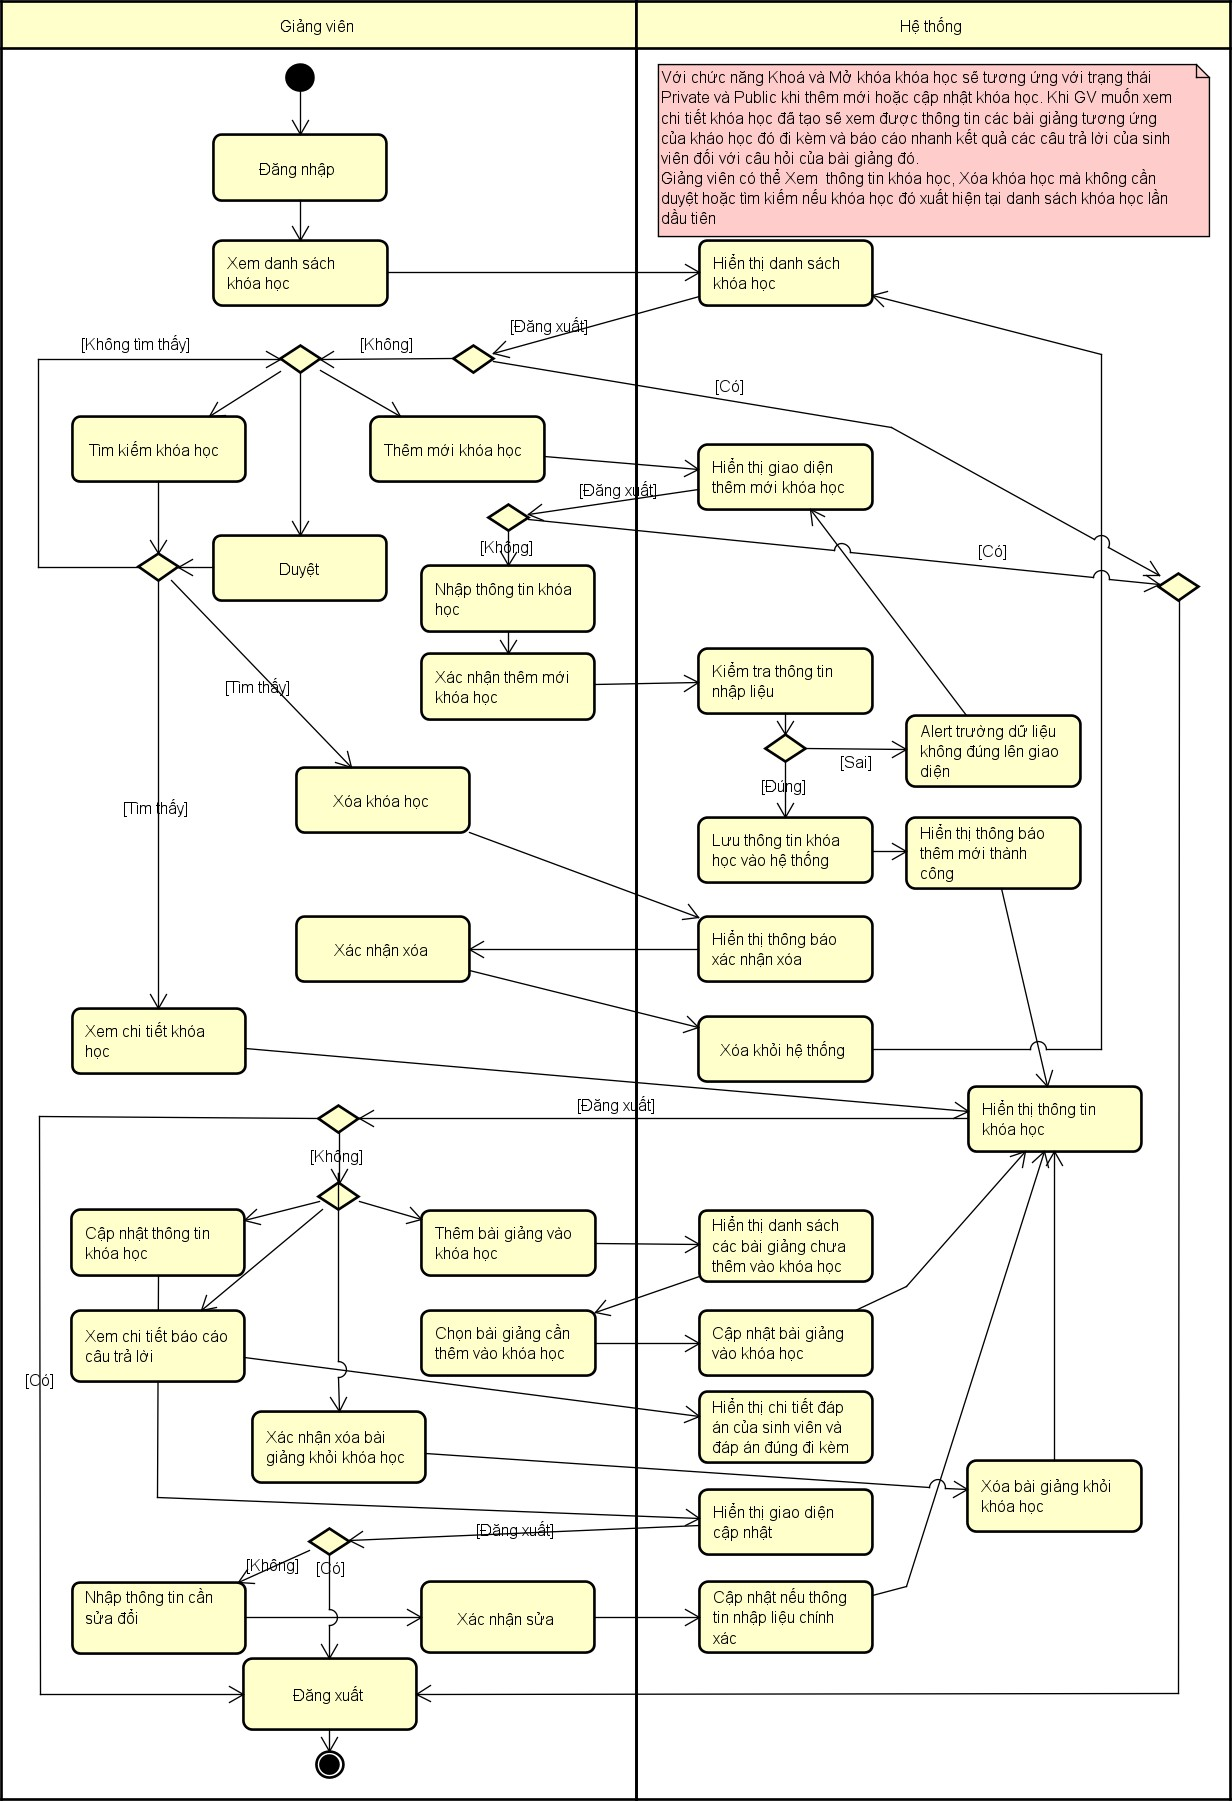 Giảng viên
Hệ thống
Với chức năng Khoá và Mở khóa khóa học sẽ tương ứng với trạng thái
Private và Public khi thêm mới hoặc cập nhật khóa học. Khi GV muốn xem
chi tiết khóa học đã tạo sẽ xem được thông tin các bài giảng tương ứng
của kháo học đó đi kèm và báo cáo nhanh kết quả các câu trả lời của sinh
viên đối với câu hỏi của bài giảng đó.
Giảng viên có thể Xem  thông tin khóa học, Xóa khóa học mà không cần
duyệt hoặc tìm kiếm nếu khóa học đó xuất hiện tại danh sách khóa học lần
dầu tiên
Đăng nhập
Xem danh sách
khóa học
Hiển thị danh sách
khóa học
[Đăng xuất]
[Không tìm thấy]
[Không]
[Có]
Tìm kiếm khóa học
Thêm mới khóa học
Hiển thị giao diện
thêm mới khóa học
[Đăng xuất]
[Không]
[Có]
Duyệt
Nhập thông tin khóa
học
Xác nhận thêm mới
khóa học
Kiểm tra thông tin
nhập liệu
[Tìm thấy]
Alert trường dữ liệu
không đúng lên giao
diện
[Sai]
[Đúng]
Xóa khóa học
[Tìm thấy]
Lưu thông tin khóa
học vào hệ thống
Hiển thị thông báo
thêm mới thành
công
Xác nhận xóa
Hiển thị thông báo
xác nhận xóa
Xem chi tiết khóa
học
Xóa khỏi hệ thống
[Đăng xuất]
Hiển thị thông tin
khóa học
[Không]
Cập nhật thông tin
khóa học
Thêm bài giảng vào
khóa học
Hiển thị danh sách
các bài giảng chưa
thêm vào khóa học
Xem chi tiết báo cáo
câu trả lời
Chọn bài giảng cần
thêm vào khóa học
Cập nhật bài giảng
vào khóa học
[Có]
Xác nhận xóa bài
giảng khỏi khóa học
Hiển thị chi tiết đáp
án của sinh viên và
đáp án đúng đi kèm
Xóa bài giảng khỏi
khóa học
Hiển thị giao diện
cập nhật
[Đăng xuất]
[Không]
[Có]
Nhập thông tin cần
sửa đổi
Xác nhận sửa
Cập nhật nếu thông
tin nhập liệu chính
xác
Đăng xuất